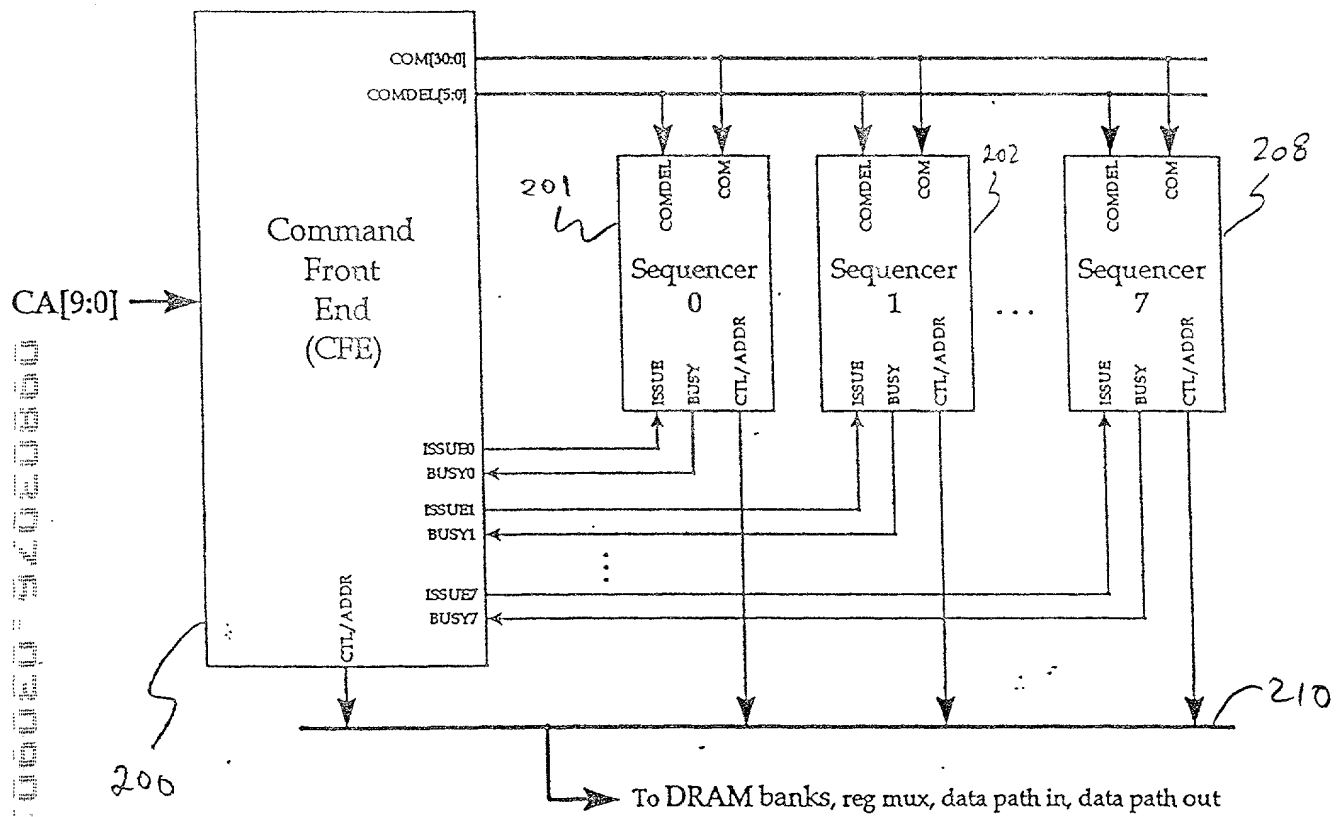 COM[30:0]
COMDEL[5:0]
Command
Front
End
(CFE)
CA[9:0]
ISSUE0
BUSY0
ISSUE1
BUSY1
...
ISSUE7
BUSY7
CTL/ADDR
200
201
COMDEL
COM
Sequencer
0
ISSUE
BUSY
CTL/ADDR
202
COMDEL
COM
Sequencer
1
ISSUE
BUSY
CTL/ADDR
...
208
COMDEL
COM
Sequencer
7
ISSUE
BUSY
CTL/ADDR
210
To DRAM banks, reg mux, data path in, data path out